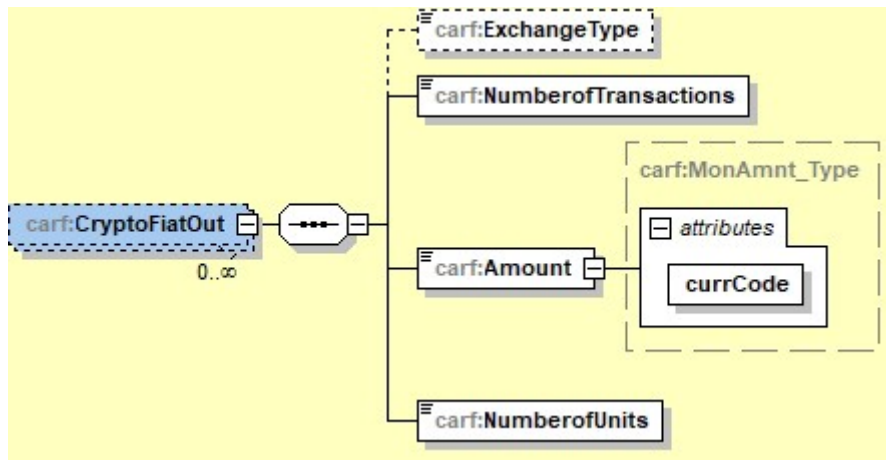 carf:ExchangeType
carf:NumberofTransactions
carf:MonAmnt_Type
attributes
carf:CryptoFiatOut
0..∞
carf:Amount
currCode
carf:NumberofUnits